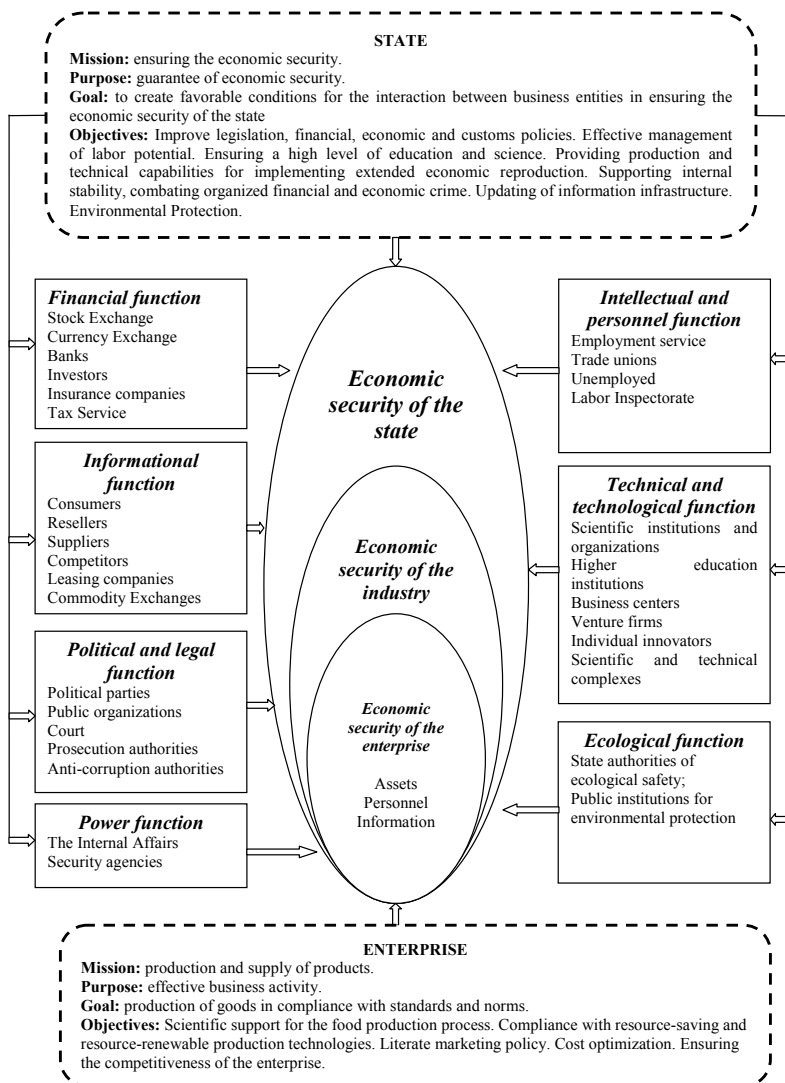 STATE
Mission: ensuring the economic security.
Purpose: guarantee of economic security.
Goal: to create favorable conditions for the interaction between business entities in ensuring the
economic security of the state
Objectives: Improve legislation, financial, economic and customs policies. Effective management
of labor potential. Ensuring a high level of education and science. Providing production and
technical capabilities for implementing extended economic reproduction. Supporting internal
stability, combating organized financial and economic crime. Updating of information infrastructure.
Environmental Protection.
Financial function
Stock Exchange
Currency Exchange
Banks
Investors
Insurance companies
Tax Service
Informational
function
Consumers
Resellers
Suppliers
Competitors
Leasing companies
Commodity Exchanges
Political and legal
function
Political parties
Public organizations
Court
Prosecution authorities
Anti-corruption authorities
Power function
The Internal Affairs
Security agencies
Economic
security of the
state
Economic
security of the
industry
Economic
security of the
enterprise
Assets
Personnel
Information
Intellectual and
personnel function
Employment service
Trade unions
Unemployed
Labor Inspectorate
Technical and
technological function
Scientific institutions and
organizations
Higher education
institutions
Business centers
Venture firms
Individual innovators
Scientific and technical
complexes
Ecological function
State authorities of
ecological safety;
Public institutions for
environmental protection
ENTERPRISE
Mission: production and supply of products.
Purpose: effective business activity.
Goal: production of goods in compliance with standards and norms.
Objectives: Scientific support for the food production process. Compliance with resource-saving and
resource-renewable production technologies. Literate marketing policy. Cost optimization. Ensuring
the competitiveness of the enterprise.